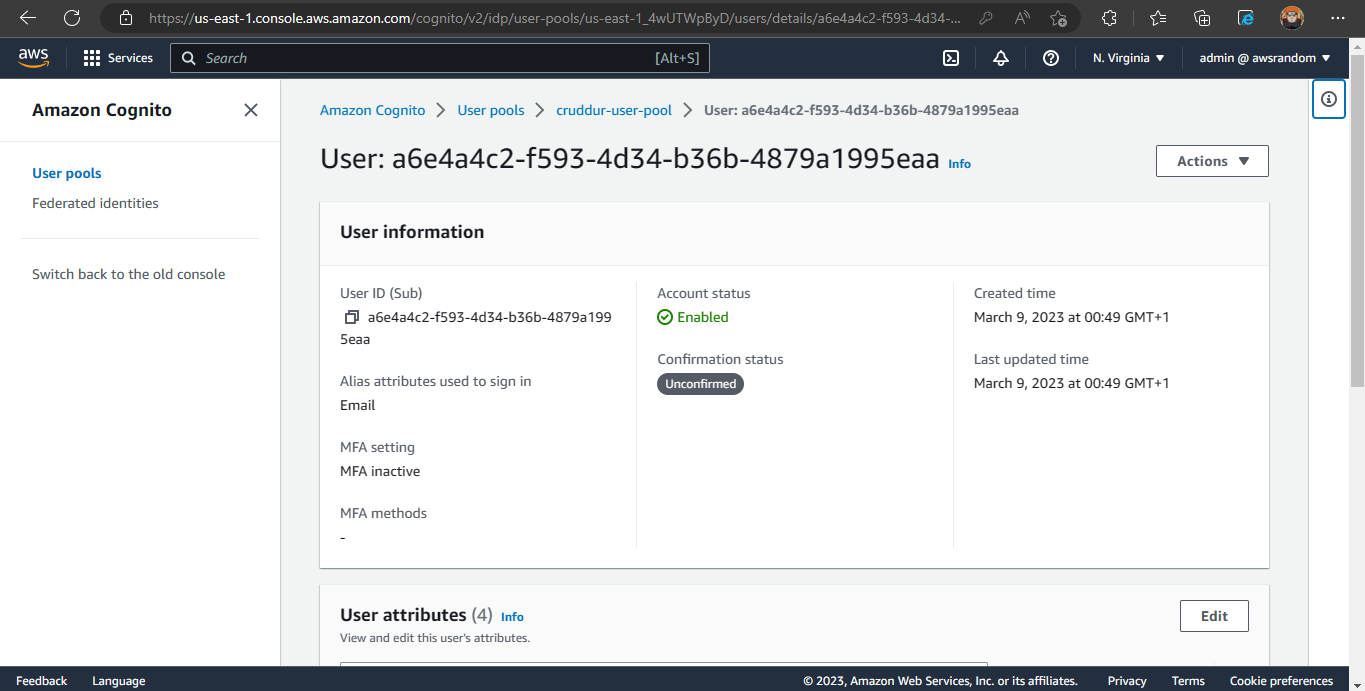 https://us-east-1.console.aws.amazon.com/cognito/v2/idp/user-pools/us-east-1_4wUTWpByD/users/details/a6e4a4c2-f593-4d34-...
aws
Services
Search
[Alt+S]
N. Virginia
admin @ awsrandom
Amazon Cognito
User pools
Federated identities
Switch back to the old console
Amazon Cognito > User pools > cruddur-user-pool > User: a6e4a4c2-f593-4d34-b36b-4879a1995eaa
User: a6e4a4c2-f593-4d34-b36b-4879a1995eaa Info
Actions
User information
User ID (Sub)
a6e4a4c2-f593-4d34-b36b-4879a199
5eaa
Alias attributes used to sign in
Email
MFA setting
MFA inactive
MFA methods
-
Account status
Enabled
Confirmation status
Unconfirmed
Created time
March 9, 2023 at 00:49 GMT+1
Last updated time
March 9, 2023 at 00:49 GMT+1
User attributes (4) Info
View and edit this user's attributes.
Edit
Feedback
Language
© 2023, Amazon Web Services, Inc. or its affiliates.
Privacy
Terms
Cookie preferences